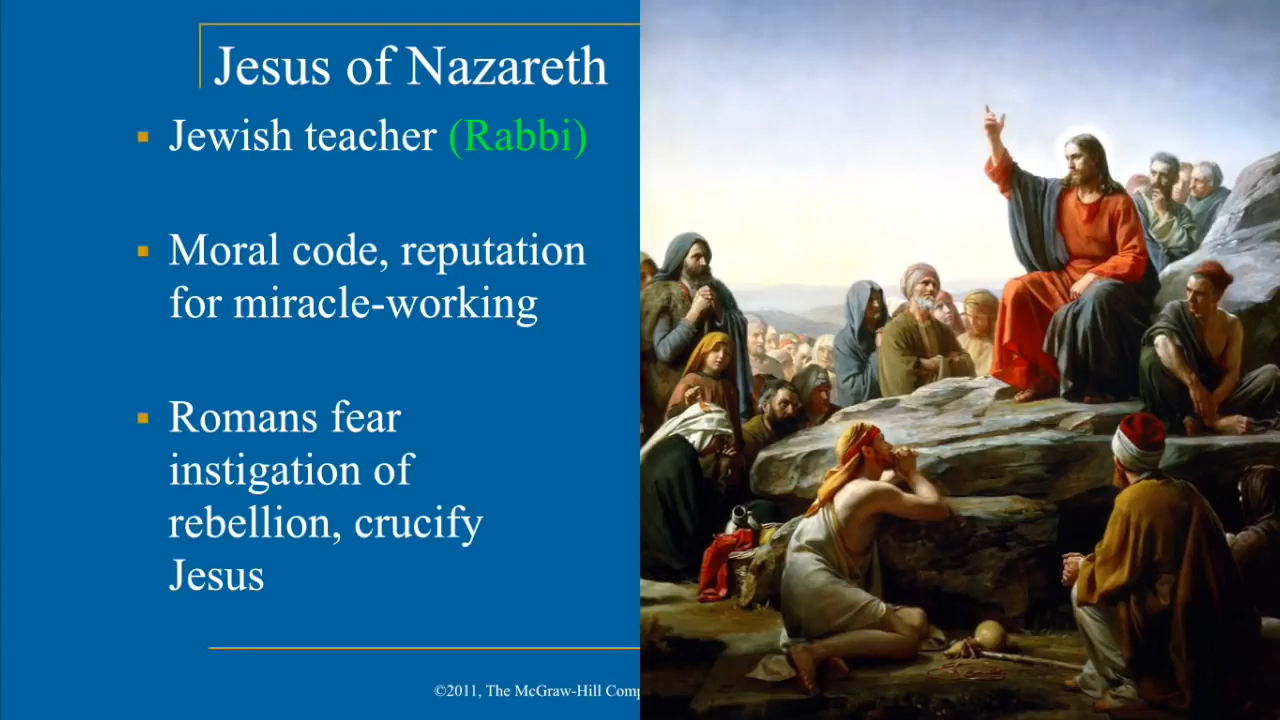 Jesus of Nazareth
Jewish teacher (Rabbi)
Moral code, reputation
for miracle-working
Romans fear
instigation of
rebellion, crucify
Jesus
©2011, The McGraw-Hill Comp